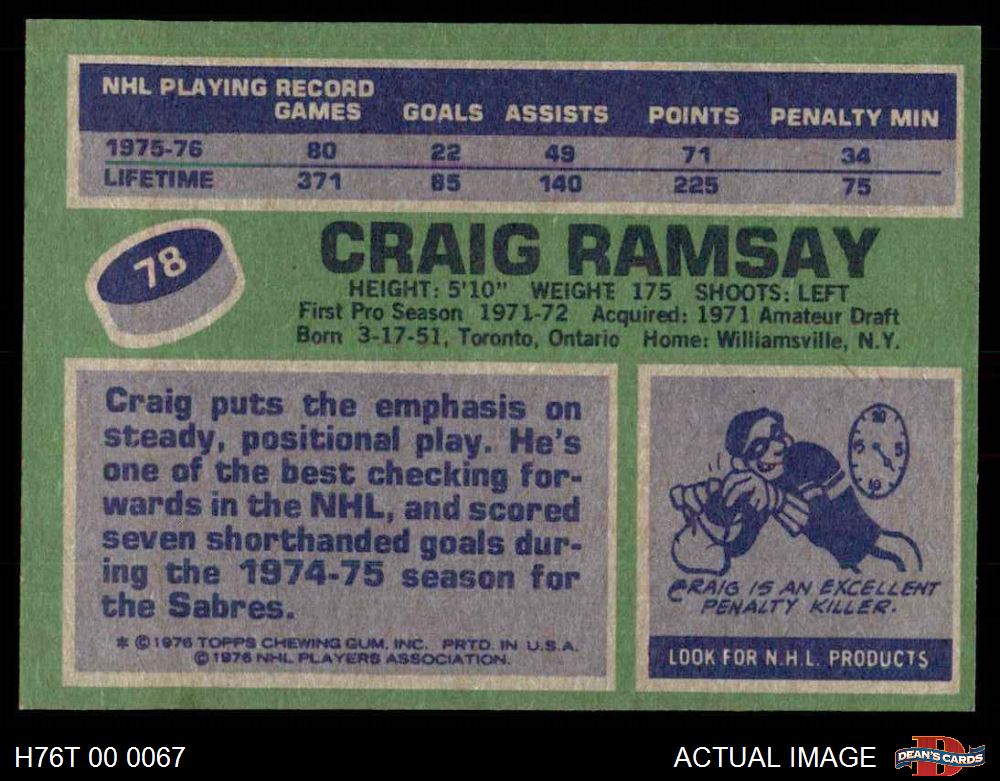 NHL PLAYING RECORD
GAMES GOALS ASSISTS POINTS PENALTY MIN
1975-76 80 22 49 71 34
LIFETIME 371 85 140 225 75
78
CRAIG RAMSAY
HEIGHT: 5'10" WEIGHT 175 SHOOTS: LEFT
First Pro Season 1971-72 Acquired: 1971 Amateur Draft
Born 3-17-51, Toronto, Ontario Home: Williamsville, N.Y.
Craig puts the emphasis on
steady, positional play. He's
one of the best checking for-
wards in the NHL, and scored
seven shorthanded goals dur-
ing the 1974-75 season for
the Sabres.
* © 1976 TOPPS CHEWING GUM, INC. PRTD. IN U.S.A.
© 1976 NHL PLAYERS ASSOCIATION.
20
5 5
10
CRAIG IS AN EXCELLENT
PENALTY KILLER.
LOOK FOR N.H.L. PRODUCTS
H76T 00 0067
ACTUAL IMAGE
D
DEAN'S CARDS